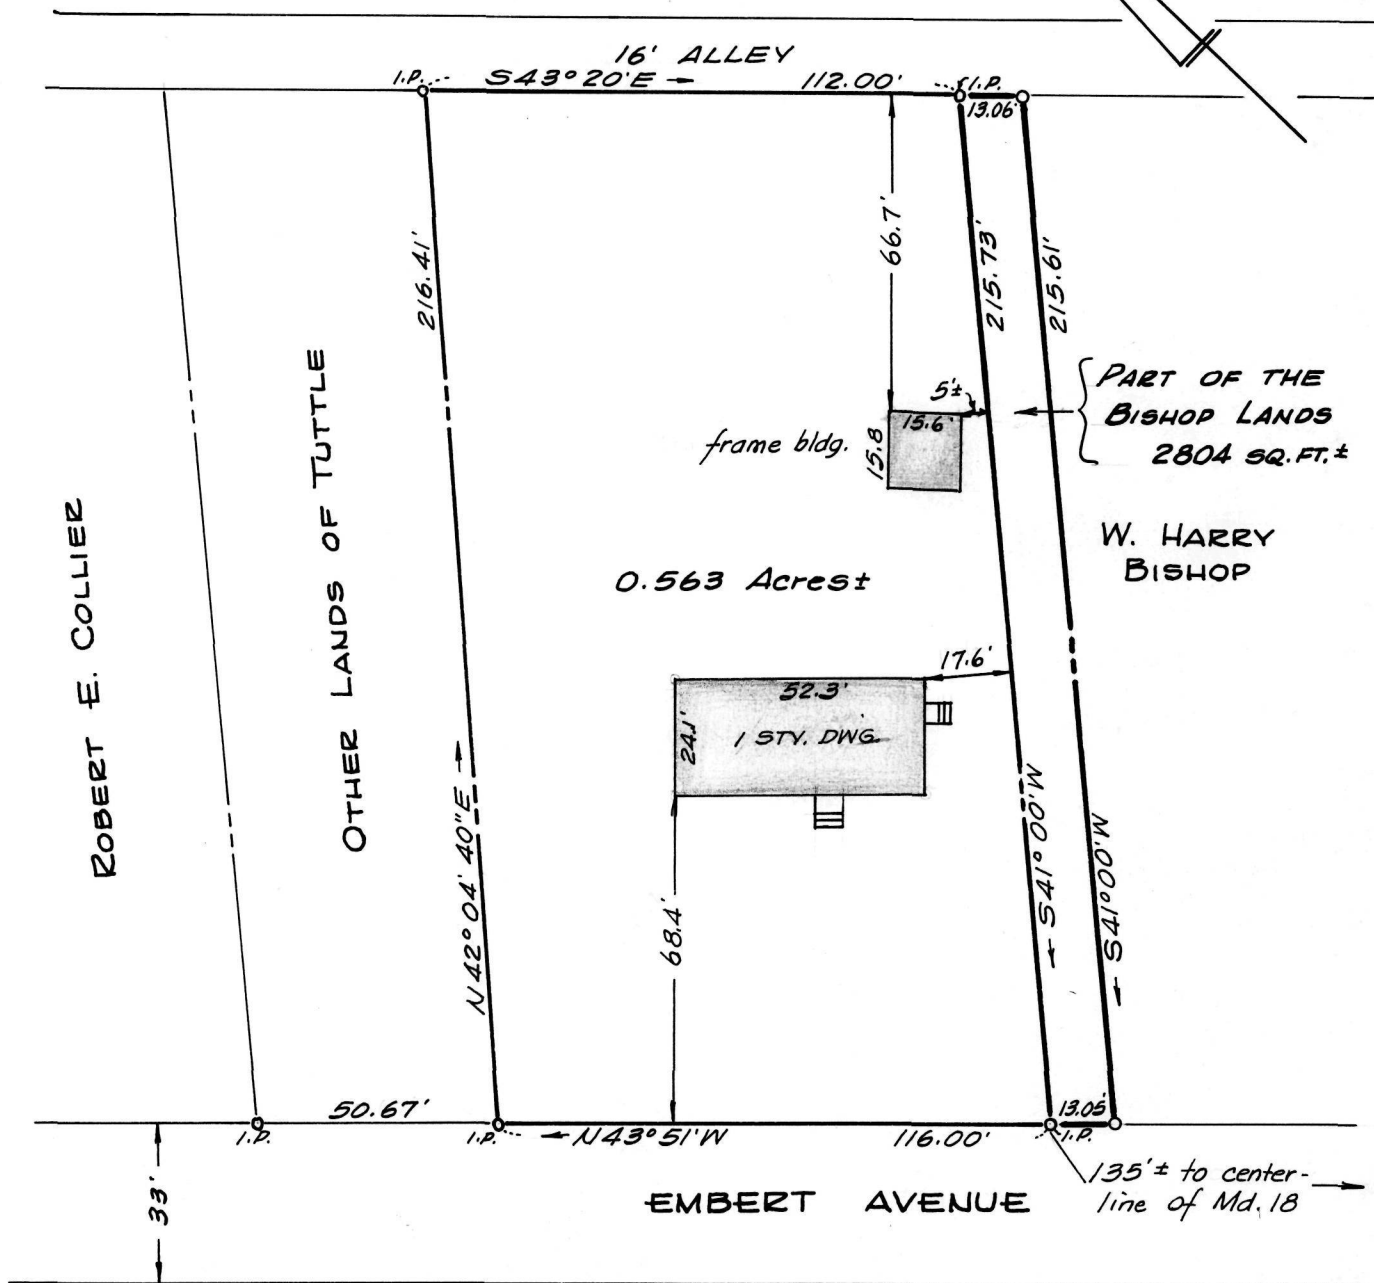 16' ALLEY
I.P.
S43°20'E
112.00'
I.P.
13.06'
66.7'
216.41'
215.73'
215.61'
5'±
15.6'
15.8
frame bldg.
PART OF THE
BISHOP LANDS
2804 SQ.FT.±
W. HARRY
BISHOP
ROBERT E. COLLIER
OTHER LANDS OF TUTTLE
0.563 Acres±
17.6'
52.3'
24.1'
1 STY. DWG.
N42°04'40"E
68.4'
S41°00'W
S41°00'W
50.67'
I.P.
I.P.
N43°51'W
116.00'
13.05'
I.P.
33'
EMBERT AVENUE
135'± to center-
line of Md. 18